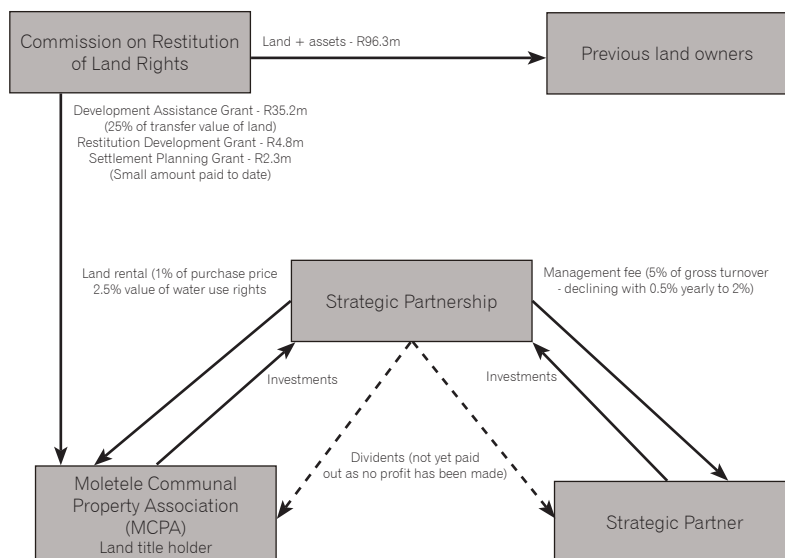 Commission on Restitution
of Land Rights
Land + assets - R96.3m
Previous land owners
Development Assistance Grant - R35.2m
(25% of transfer value of land)
Restitution Development Grant - R4.8m
Settlement Planning Grant - R2.3m
(Small amount paid to date)
Land rental (1% of purchase price
2.5% value of water use rights
Strategic Partnership
Management fee (5% of gross turnover
- declining with 0.5% yearly to 2%)
Investments
Investments
Dividents (not yet paid
out as no profit has been made)
Moletele Communal
Property Association
(MCPA)
Land title holder
Strategic Partner